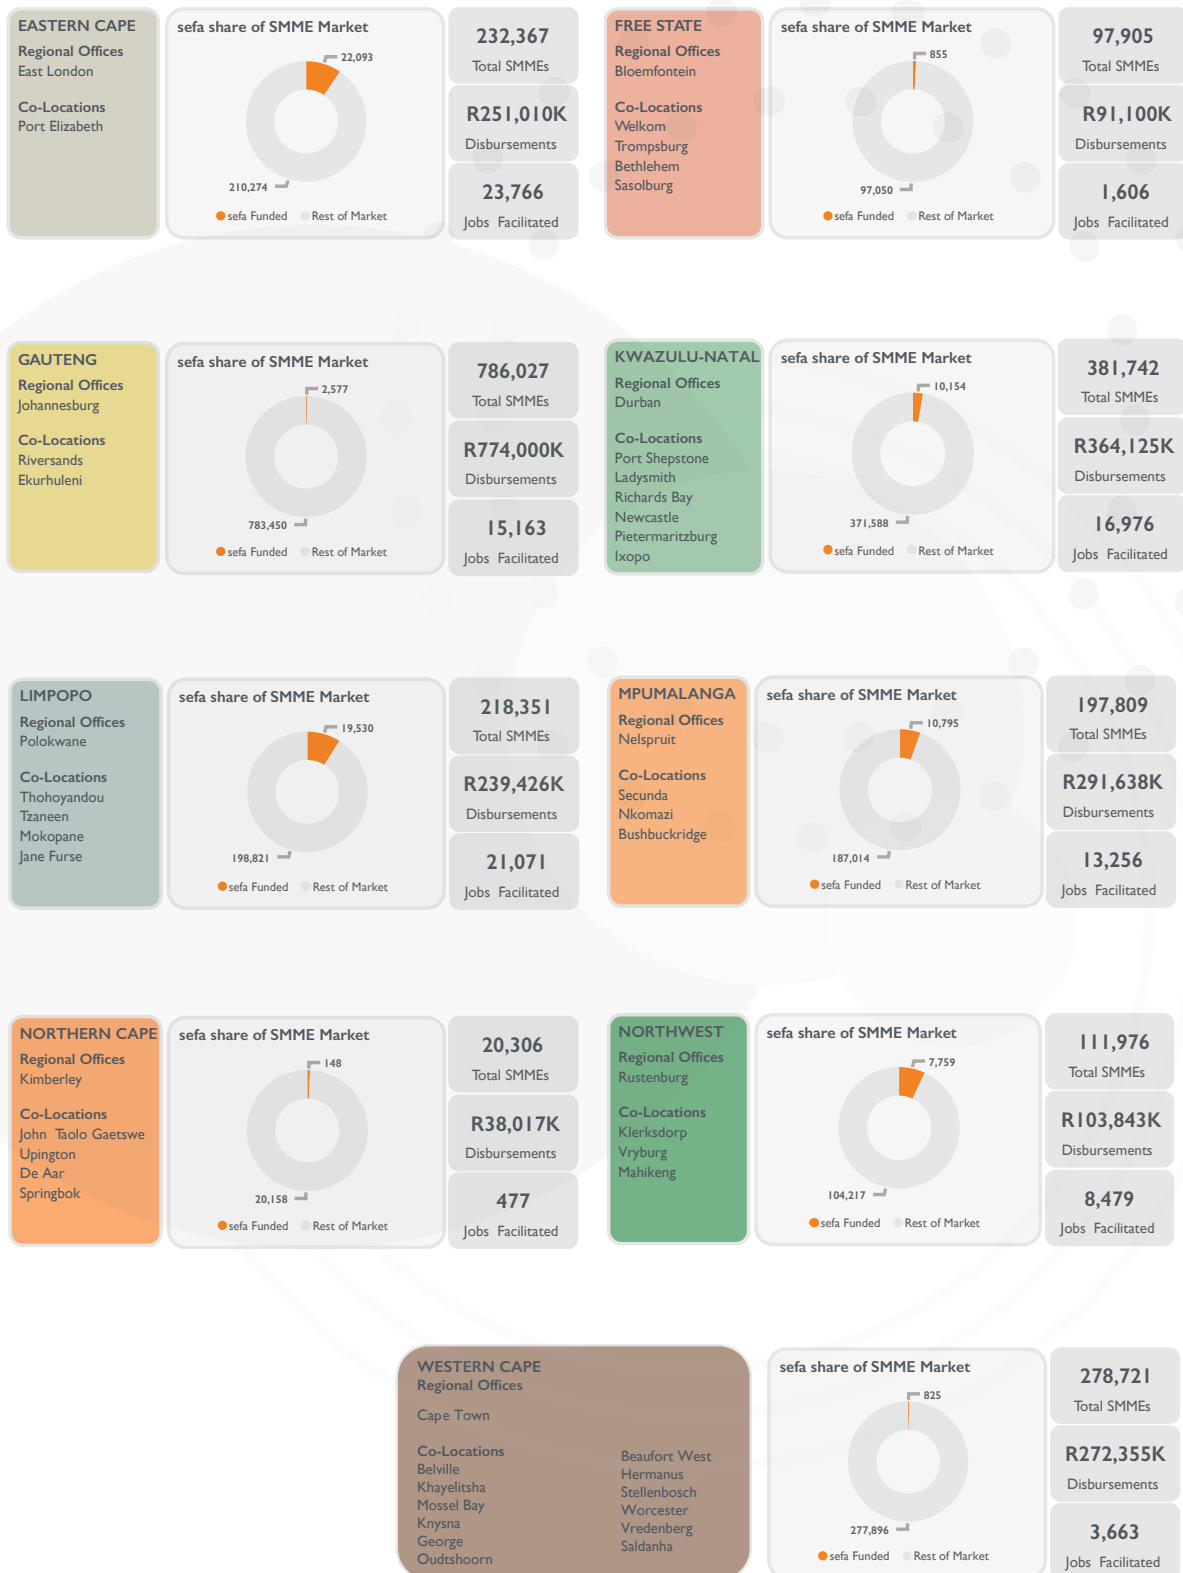 EASTERN CAPE
Regional Offices
East London
Co-Locations
Port Elizabeth
sefa share of SMME Market
22,093
210,274
sefa Funded Rest of Market
232,367
Total SMMEs
R251,010K
Disbursements
23,766
Jobs Facilitated
FREE STATE
Regional Offices
Bloemfontein
Co-Locations
Welkom
Trompsburg
Bethlehem
Sasolburg
sefa share of SMME Market
855
97,050
sefa Funded Rest of Market
97,905
Total SMMEs
R91,100K
Disbursements
1,606
Jobs Facilitated
GAUTENG
Regional Offices
Johannesburg
Co-Locations
Riversands
Ekurhuleni
sefa share of SMME Market
2,577
783,450
sefa Funded Rest of Market
786,027
Total SMMEs
R774,000K
Disbursements
15,163
Jobs Facilitated
KWAZULU-NATAL
Regional Offices
Durban
Co-Locations
Port Shepstone
Ladysmith
Richards Bay
Newcastle
Pietermaritzburg
Ixopo
sefa share of SMME Market
10,154
371,588
sefa Funded Rest of Market
381,742
Total SMMEs
R364,125K
Disbursements
16,976
Jobs Facilitated
LIMPOPO
Regional Offices
Polokwane
Co-Locations
Thohoyandou
Tzaneen
Mokopane
Jane Furse
sefa share of SMME Market
19,530
198,821
sefa Funded Rest of Market
218,351
Total SMMEs
R239,426K
Disbursements
21,071
Jobs Facilitated
MPUMALANGA
Regional Offices
Nelspruit
Co-Locations
Secunda
Nkomazi
Bushbuckridge
sefa share of SMME Market
10,795
187,014
sefa Funded Rest of Market
197,809
Total SMMEs
R291,638K
Disbursements
13,256
Jobs Facilitated
NORTHERN CAPE
Regional Offices
Kimberley
Co-Locations
John Taolo Gaetswe
Upington
De Aar
Springbok
sefa share of SMME Market
148
20,158
sefa Funded Rest of Market
20,306
Total SMMEs
R38,017K
Disbursements
477
Jobs Facilitated
NORTHWEST
Regional Offices
Rustenburg
Co-Locations
Klerksdorp
Vryburg
Mahikeng
sefa share of SMME Market
7,759
104,217
sefa Funded Rest of Market
111,976
Total SMMEs
R103,843K
Disbursements
8,479
Jobs Facilitated
WESTERN CAPE
Regional Offices
Cape Town
Co-Locations
Belville
Khayelitsha
Mossel Bay
Knysna
George
Oudtshoorn
Beaufort West
Hermanus
Stellenbosch
Worcester
Vredenberg
Saldanha
sefa share of SMME Market
825
277,896
sefa Funded Rest of Market
278,721
Total SMMEs
R272,355K
Disbursements
3,663
Jobs Facilitated